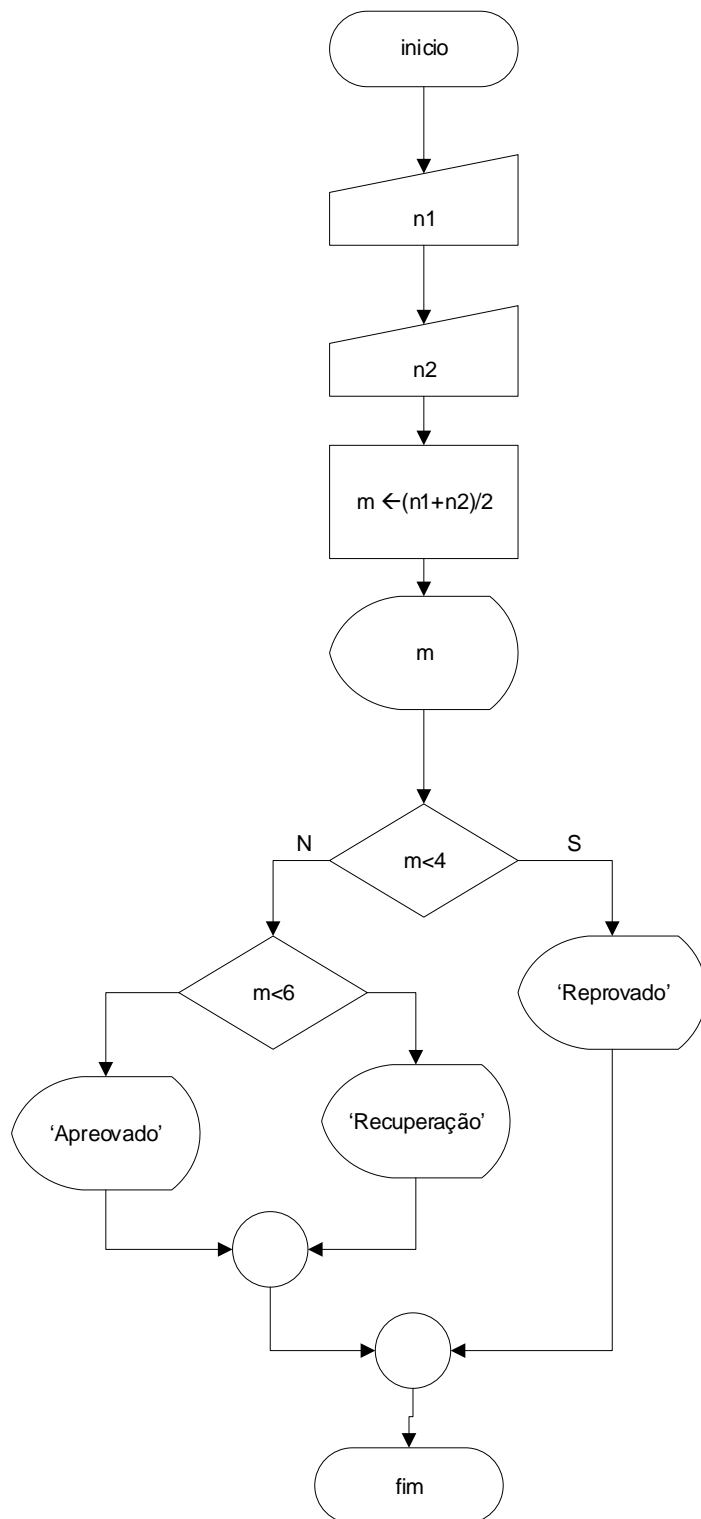 inicio
n1
n2
m ←(n1+n2)/2
m
N
S
m<4
m<6
‘Reprovado’
‘Apreovado’
‘Recuperação’
fim